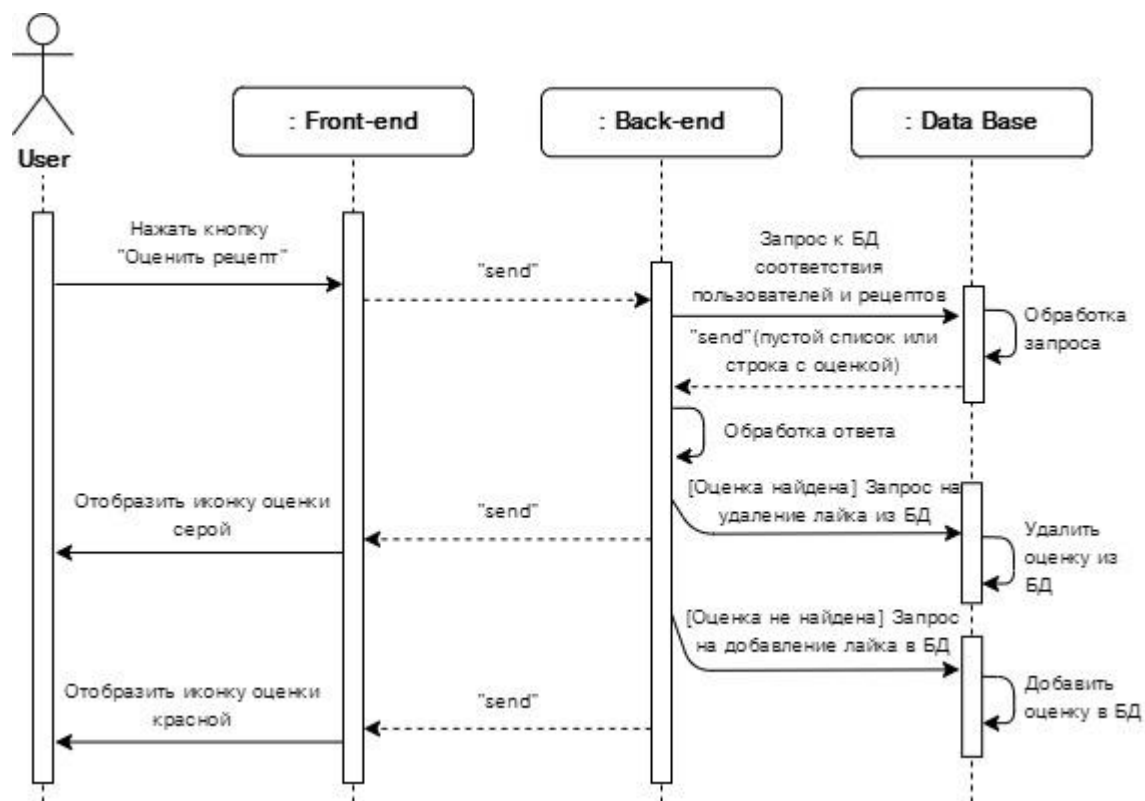 User
: Front-end
: Back-end
: Data Base
Нажать кнопку
"Оценить рецепт"
"send"
Запрос к БД
соответствия
пользователей и рецептов
Обработка
запроса
"send"(пустой список или
строка с оценкой)
Обработка ответа
[Оценка найдена] Запрос на
удаление лайка из БД
Отобразить иконку оценки
серой
"send"
Удалить
оценку из
БД
[Оценка не найдена] Запрос
на добавление лайка в БД
Отобразить иконку оценки
красной
"send"
Добавить
оценку в БД